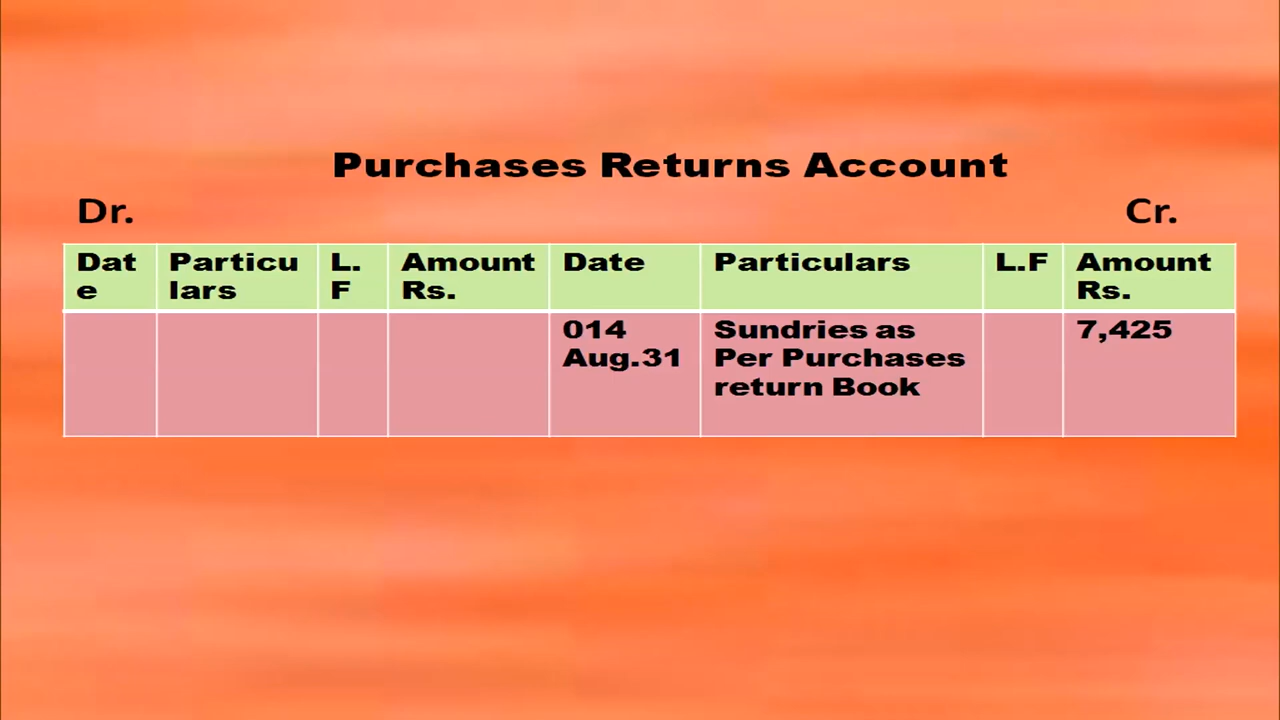 Purchases Returns Account
Dr. Cr.
Dat Particu L. Amount Date Particulars L.F Amount
e lars F Rs. Rs.
014 Sundries as 7,425
Aug.31 Per Purchases
return Book